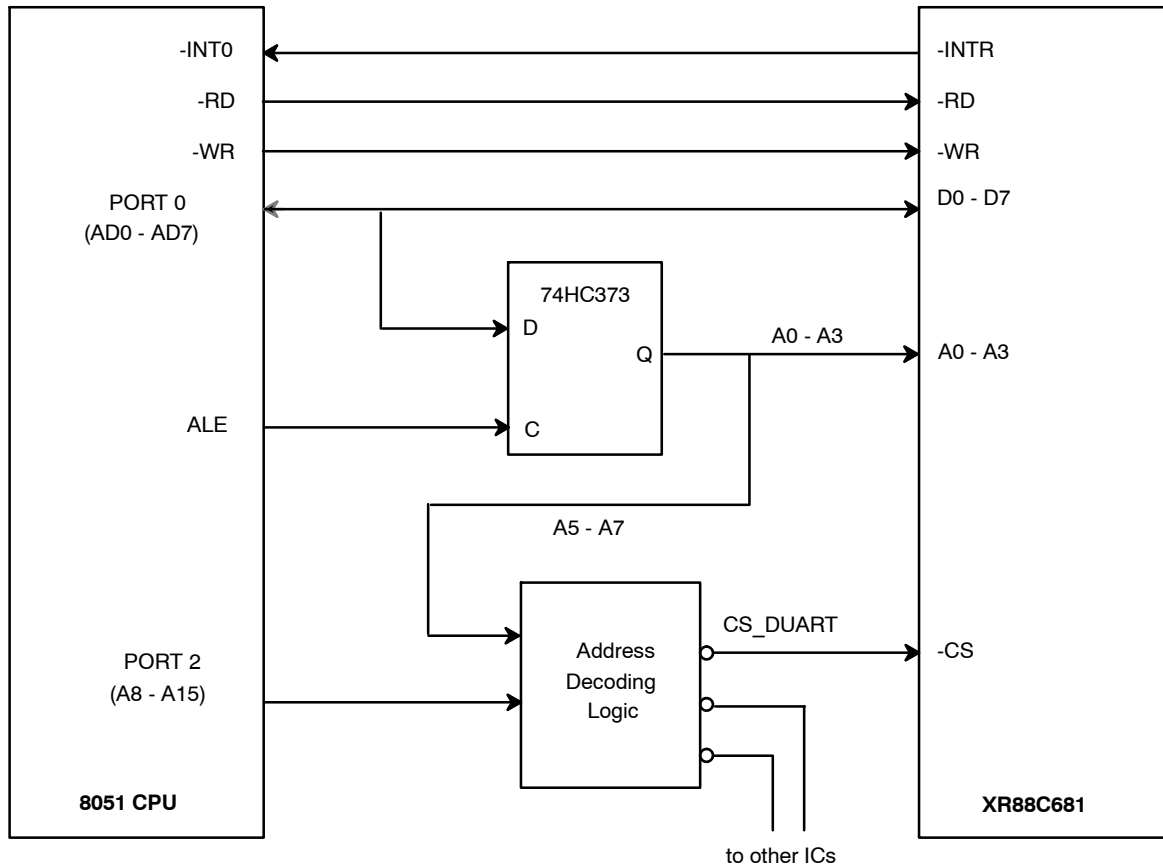 -INT0
-INTR
-RD
-RD
-WR
-WR
PORT 0
(AD0 - AD7)
D0 - D7
74HC373
D
Q
A0 - A3
A0 - A3
ALE
C
A5 - A7
PORT 2
(A8 - A15)
Address
Decoding
Logic
CS_DUART
-CS
8051 CPU
XR88C681
to other ICs